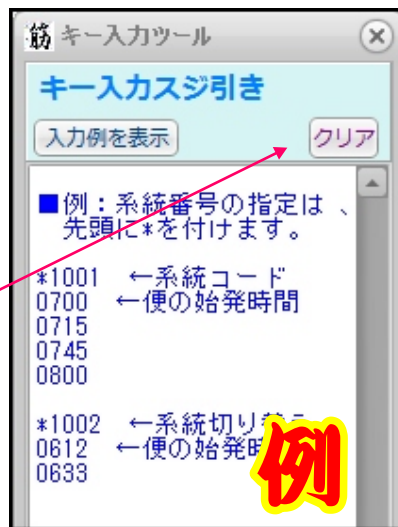 筋 キー入力ツール
キー入力スジ引き
入力例を表示 クリア
■例:系統番号の指定は、
先頭に*を付けます。
*1001 ←系統コード
0700 ←便の始発時間
0715
0745
0800
*1002 ←系統切り
0612 ←便の始発時
0633
例